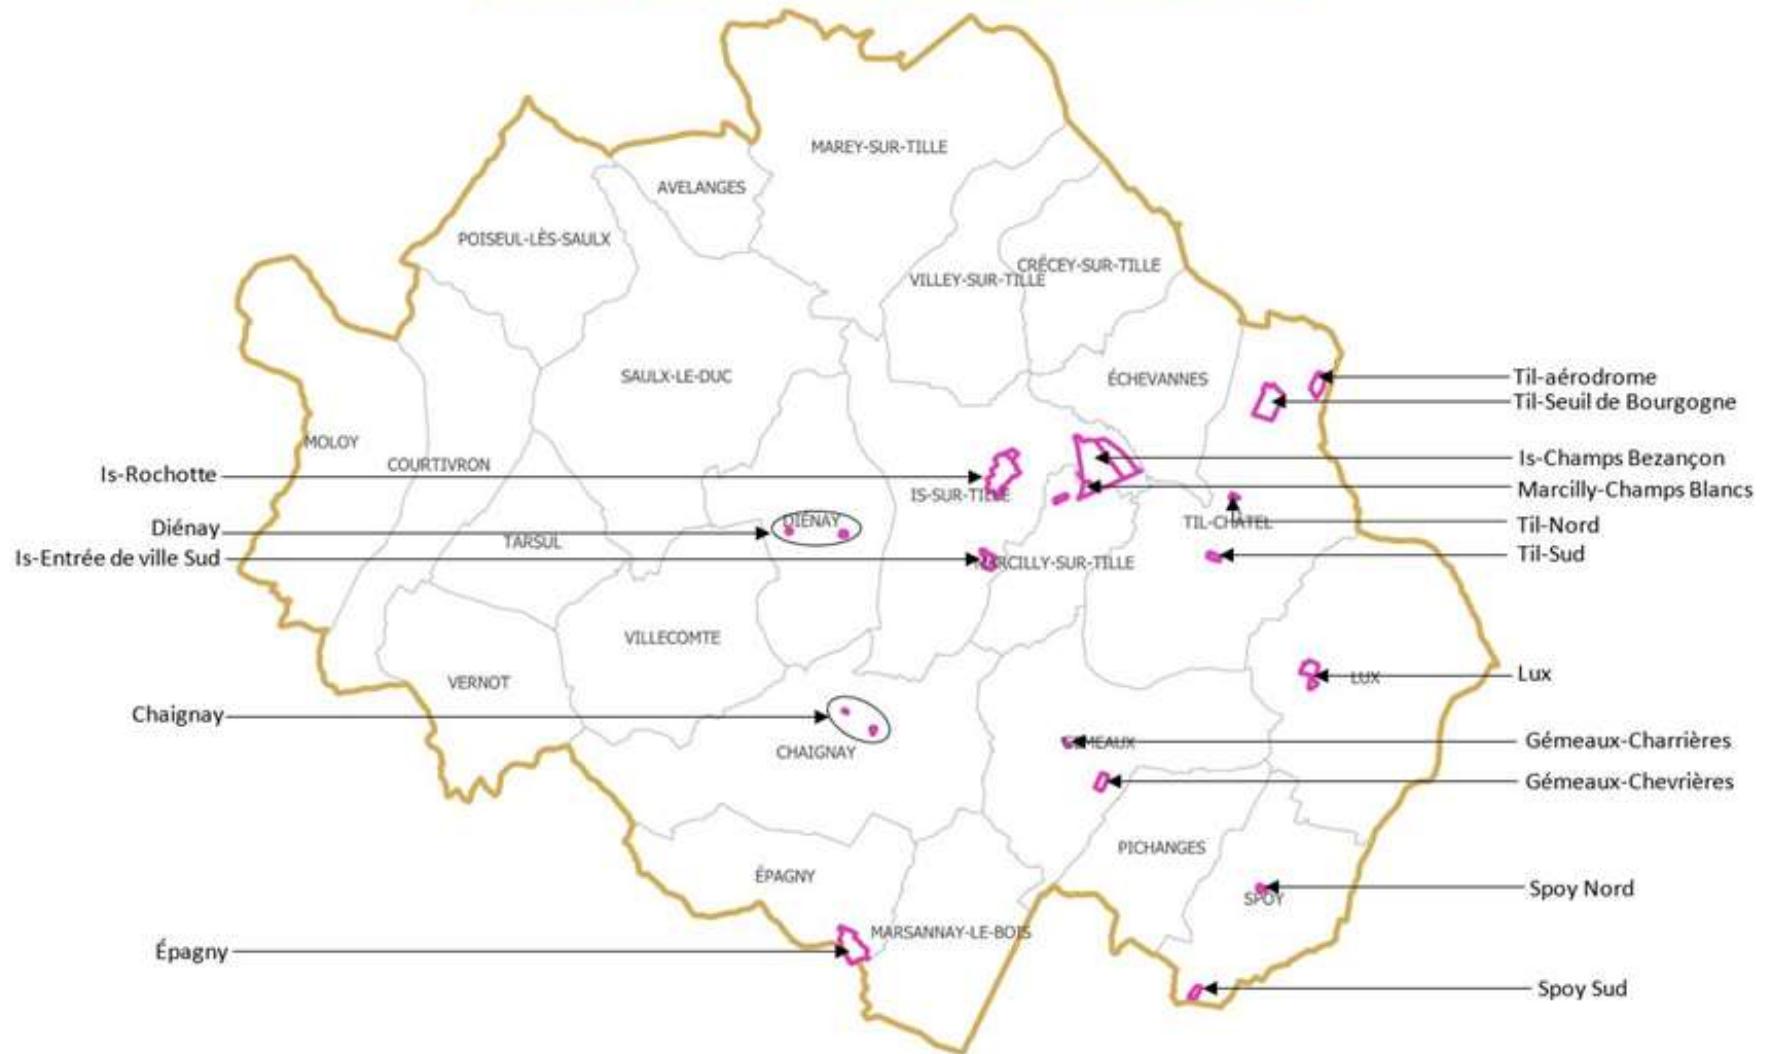 MAREY-SUR-TILLE
AVELANGES
POISEUL-LÈS-SAULX
CRÉCEY-SUR-TILLE
VILLEY-SUR-TILLE
SAULX-LE-DUC
ÉCHEVANNES
Til-aérodrome
Til-Seuil de Bourgogne
MOLOY
COURTIVRON
Is-Champs Bezançon
Is-Rochotte
Marcilly-Champs Blancs
IS-SUR-TILLE
DIÉNAY
TIL-CHÂTEL
Til-Nord
Diénay
TARSUL
Til-Sud
Is-Entrée de ville Sud
MARCILLY-SUR-TILLE
VILLECOMTE
VERNOT
LUX
Lux
Chaignay
CHAIGNAY
GÉMEAUX
Gémeaux-Charrières
Gémeaux-Chevrières
PICHANGES
ÉPAGNY
Spoy Nord
SPOY
MARSANNAY-LE-BOIS
Épagny
Spoy Sud